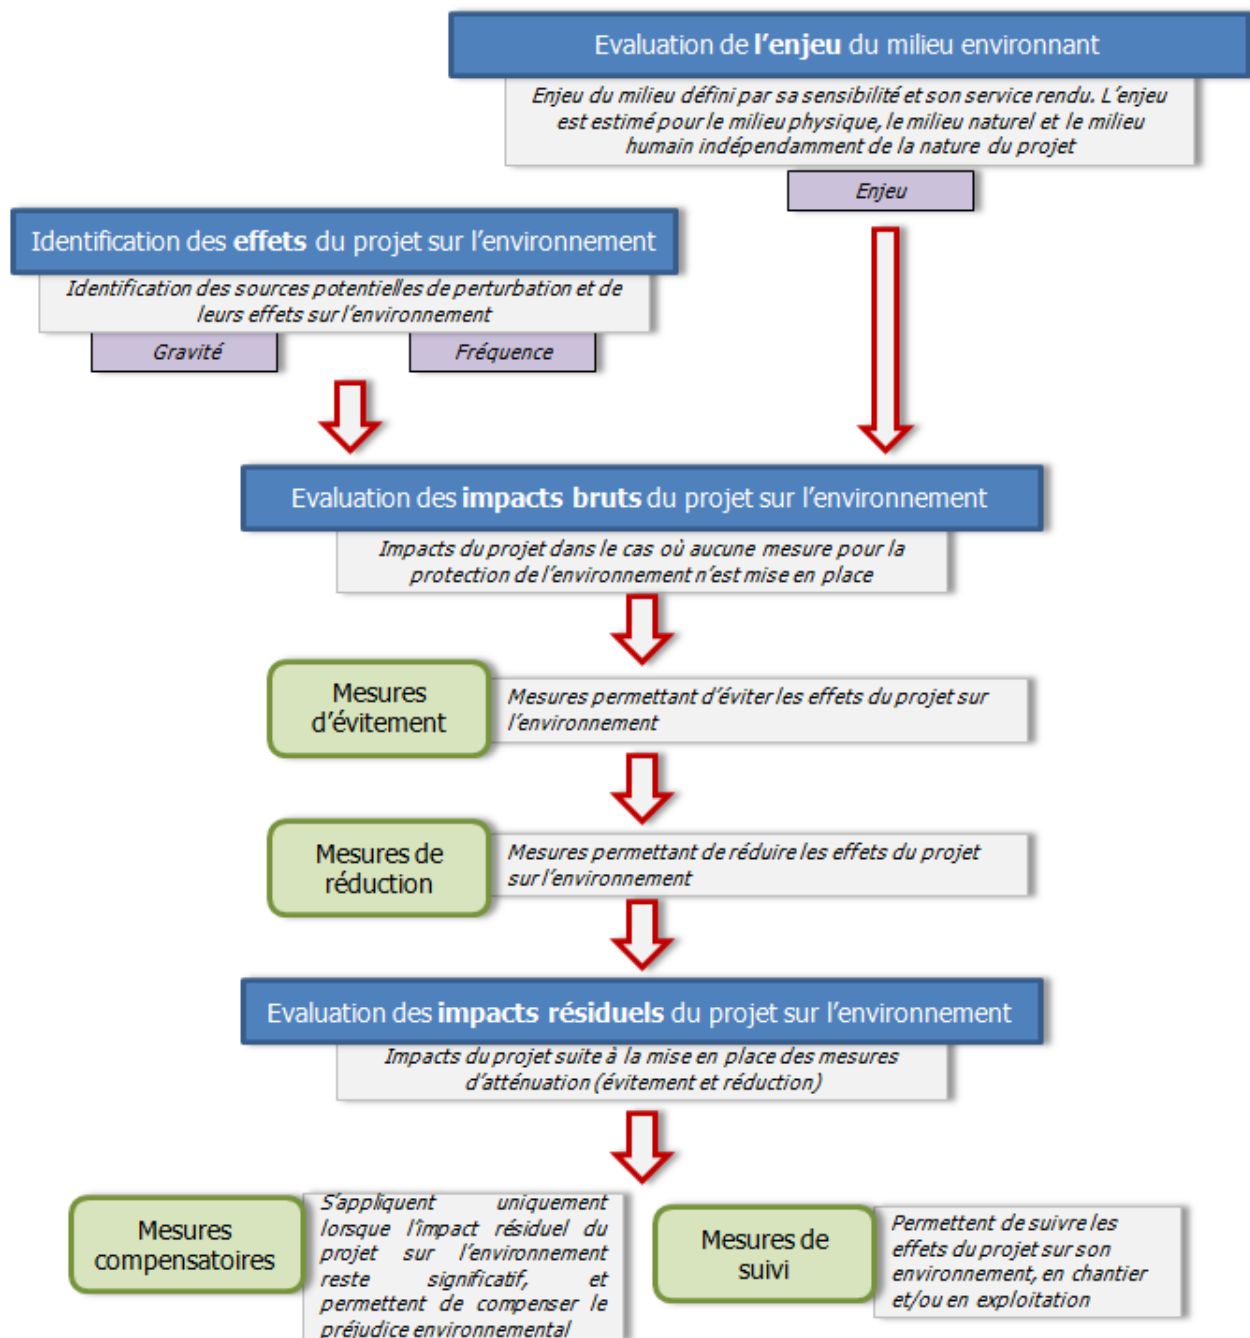 Evaluation de l'enjeu du milieu environnant
Enjeu du milieu défini par sa sensibilité et son service rendu. L'enjeu
est estimé pour le milieu physique, le milieu naturel et le milieu
humain indépendamment de la nature du projet
Enjeu
Identification des effets du projet sur l'environnement
Identification des sources potentielles de perturbation et de
leurs effets sur l'environnement
Gravité
Fréquence
Evaluation des impacts bruts du projet sur l'environnement
Impacts du projet dans le cas où aucune mesure pour la
protection de l'environnement n'est mise en place
Mesures
d'évitement
Mesures permettant d'éviter les effets du projet sur
l'environnement
Mesures de
réduction
Mesures permettant de réduire les effets du projet
sur l'environnement
Evaluation des impacts résiduels du projet sur l'environnement
Impacts du projet suite à la mise en place des mesures
d'atténuation (évitement et réduction)
Mesures
compensatoires
S'appliquent uniquement
lorsque l'impact résiduel du
projet sur l'environnement
reste significatif, et
permettent de compenser le
préjudice environnemental
Mesures de
suivi
Permettent de suivre les
effets du projet sur son
environnement, en chantier
et/ou en exploitation